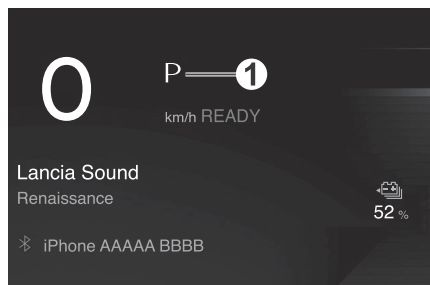 0
P 1
km/h READY
Lancia Sound
Renaissance
52 %
iPhone AAAAA BBBB